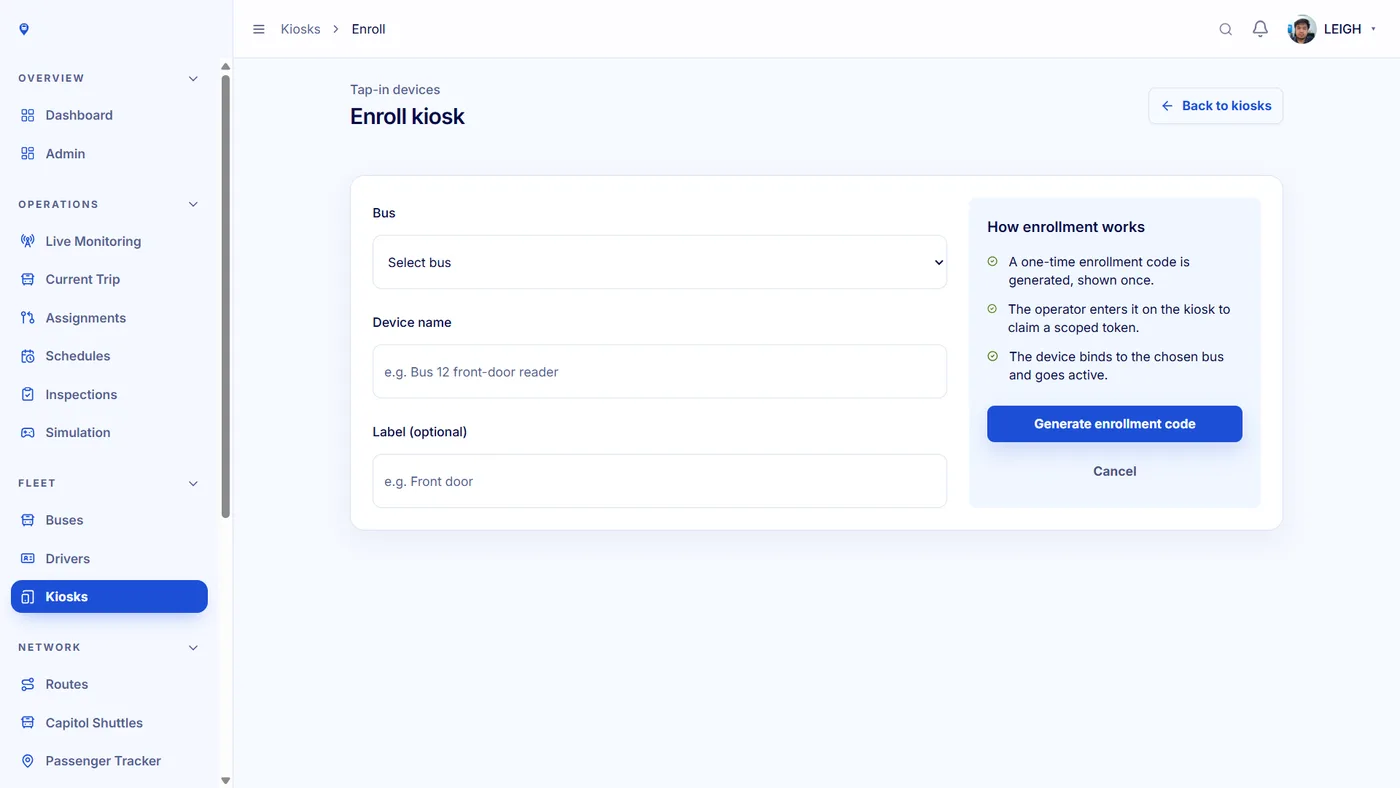 Kiosks
Enroll
LEIGH
OVERVIEW
Dashboard
Admin
OPERATIONS
Live Monitoring
Current Trip
Assignments
Schedules
Inspections
Simulation
FLEET
Buses
Drivers
Kiosks
NETWORK
Routes
Capitol Shuttles
Passenger Tracker
Tap-in devices
Enroll kiosk
Back to kiosks
Bus
Select bus
Device name
e.g. Bus 12 front-door reader
Label (optional)
e.g. Front door
How enrollment works
A one-time enrollment code is
generated, shown once.
The operator enters it on the kiosk to
claim a scoped token.
The device binds to the chosen bus
and goes active.
Generate enrollment code
Cancel